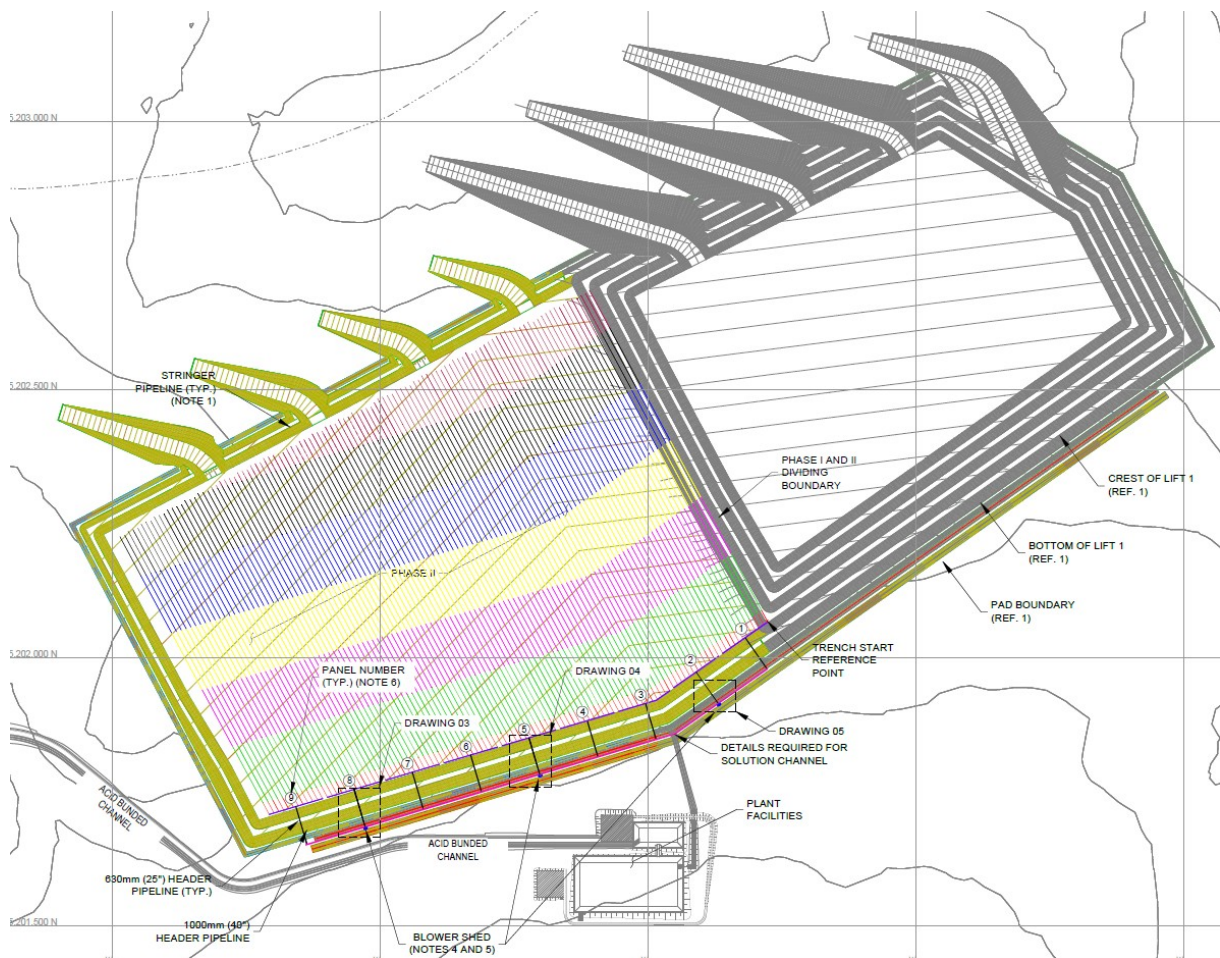 5.203.000 N
STRINGER
PIPELINE (TYP.)
(NOTE 1)
5.202.500 N
PHASE I AND II
DIVIDING
BOUNDARY
CREST OF LIFT 1
(REF. 1)
BOTTOM OF LIFT 1
(REF. 1)
PHASE II
PAD BOUNDARY
(REF. 1)
5.202.000 N
1
TRENCH START
REFERENCE
POINT
2
PANEL NUMBER
(TYP.) (NOTE 6)
DRAWING 04
3
DRAWING 03
4
5
DRAWING 05
6
DETAILS REQUIRED FOR
SOLUTION CHANNEL
7
8
9
ACID BUNDED
CHANNEL
PLANT
FACILITIES
ACID BUNDED
CHANNEL
630mm (25") HEADER
PIPELINE (TYP.)
5.201.500 N
1000mm (40")
HEADER PIPELINE
BLOWER SHED
(NOTES 4 AND 5)